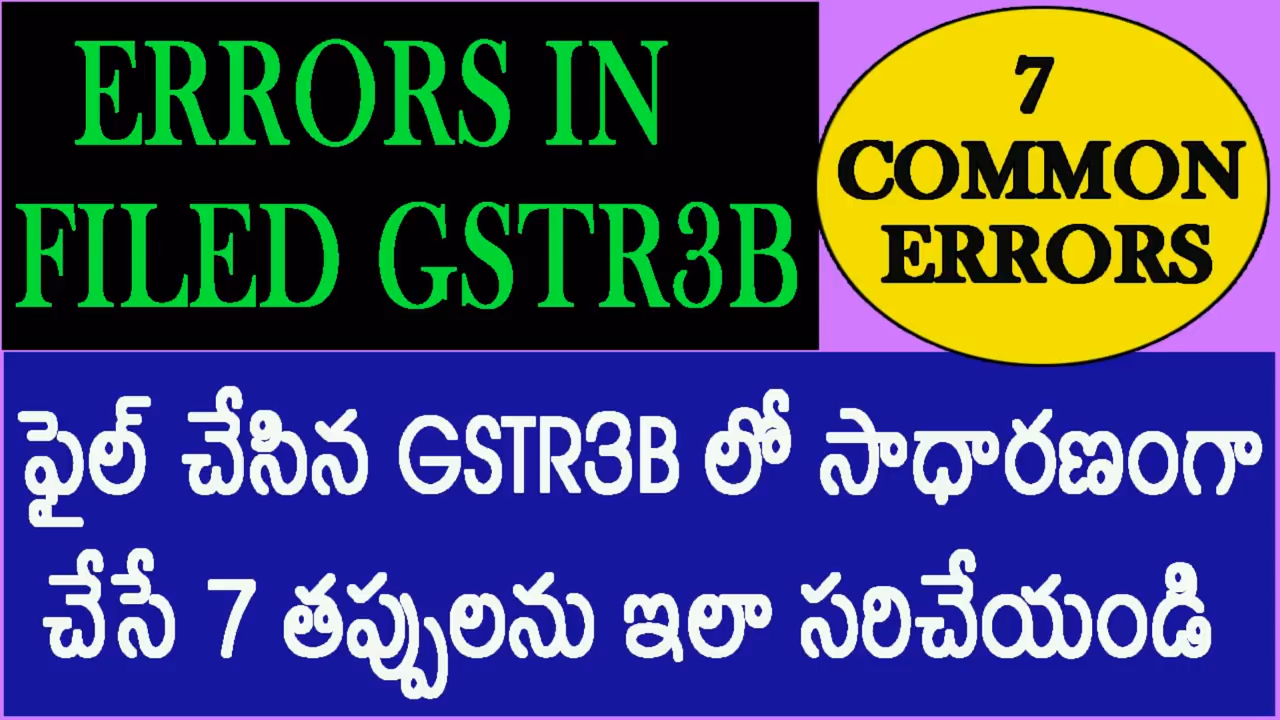 ERRORS IN
FILED GSTR3B
7
COMMON
ERRORS
ఫైల్ చేసిన GSTR3B లో సాధారణంగా
చేసే 7 తప్పులను ఇలా సరిచేయండి